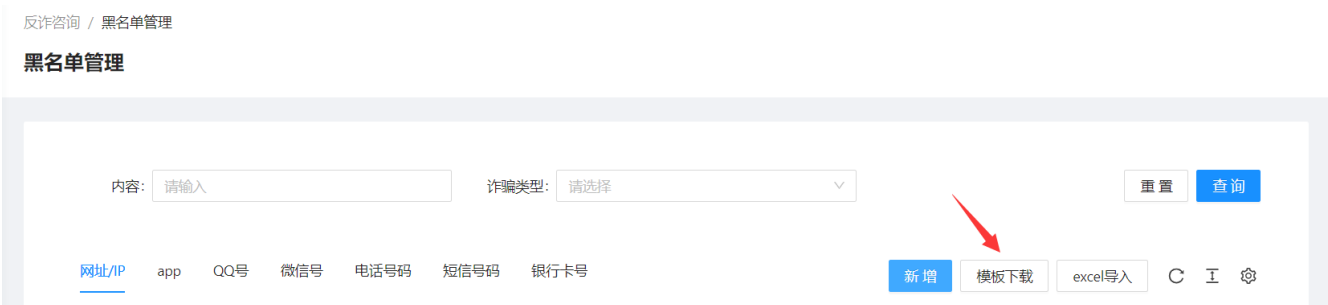 反诈咨询 / 黑名单管理
黑名单管理
内容: 请输入 诈骗类型: 请选择 重置 查询
网址/IP app QQ号 微信号 电话号码 短信号码 银行卡号 新增 模板下载 excel导入